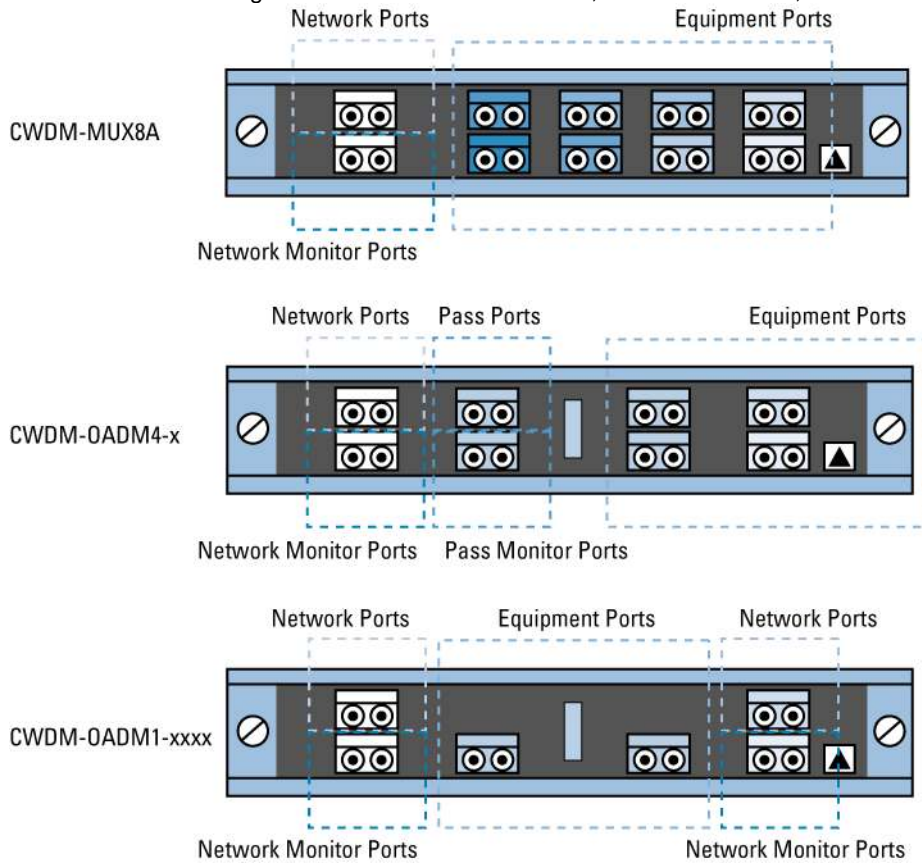 Network Ports Equipment Ports
CWDM-MUX8A
Network Monitor Ports
Network Ports Pass Ports Equipment Ports
CWDM-OADM4-x
Network Monitor Ports Pass Monitor Ports
Network Ports Equipment Ports Network Ports
CWDM-OADM1-xxxx
Network Monitor Ports Network Monitor Ports